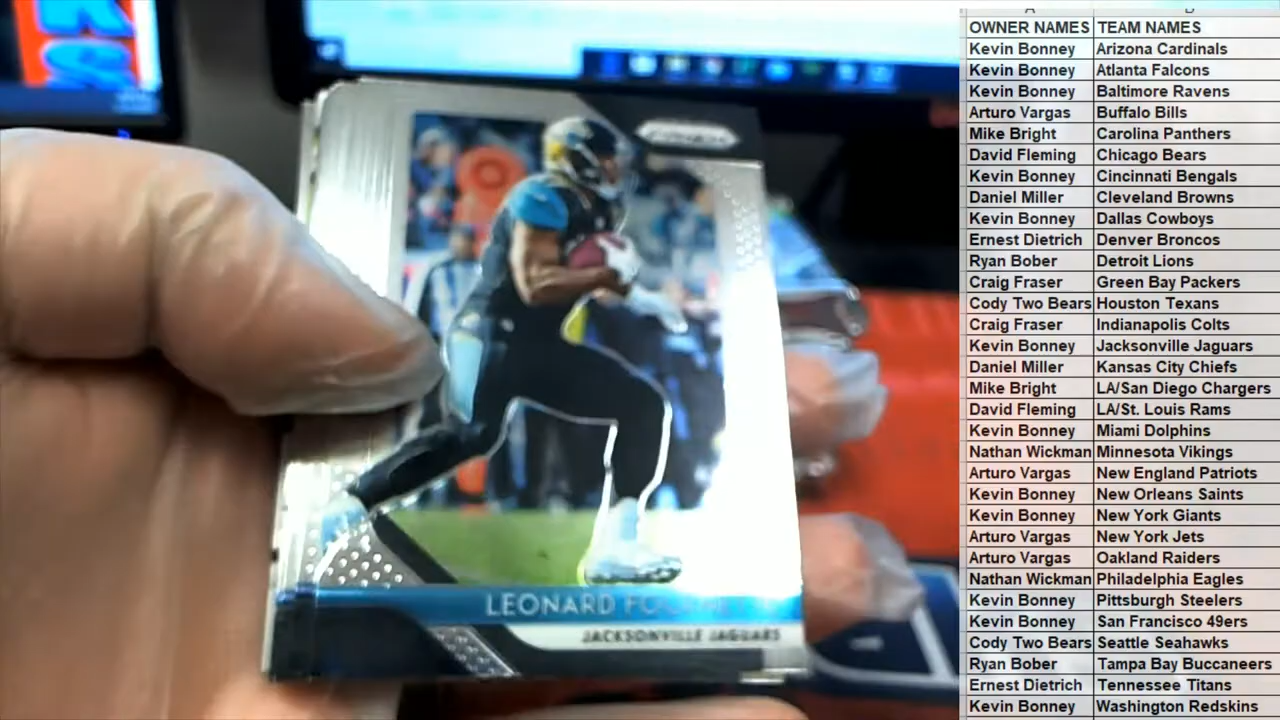 KS
PRIZM
LEONARD
JACKSONVILLE JAGUARS
OWNER NAMES TEAM NAMES
Kevin Bonney Arizona Cardinals
Kevin Bonney Atlanta Falcons
Kevin Bonney Baltimore Ravens
Arturo Vargas Buffalo Bills
Mike Bright Carolina Panthers
David Fleming Chicago Bears
Kevin Bonney Cincinnati Bengals
Daniel Miller Cleveland Browns
Kevin Bonney Dallas Cowboys
Ernest Dietrich Denver Broncos
Ryan Bober Detroit Lions
Craig Fraser Green Bay Packers
Cody Two Bears Houston Texans
Craig Fraser Indianapolis Colts
Kevin Bonney Jacksonville Jaguars
Daniel Miller Kansas City Chiefs
Mike Bright LA/San Diego Chargers
David Fleming LA/St. Louis Rams
Kevin Bonney Miami Dolphins
Nathan Wickman Minnesota Vikings
Arturo Vargas New England Patriots
Kevin Bonney New Orleans Saints
Kevin Bonney New York Giants
Arturo Vargas New York Jets
Arturo Vargas Oakland Raiders
Nathan Wickman Philadelphia Eagles
Kevin Bonney Pittsburgh Steelers
Kevin Bonney San Francisco 49ers
Cody Two Bears Seattle Seahawks
Ryan Bober Tampa Bay Buccaneers
Ernest Dietrich Tennessee Titans
Kevin Bonney Washington Redskins